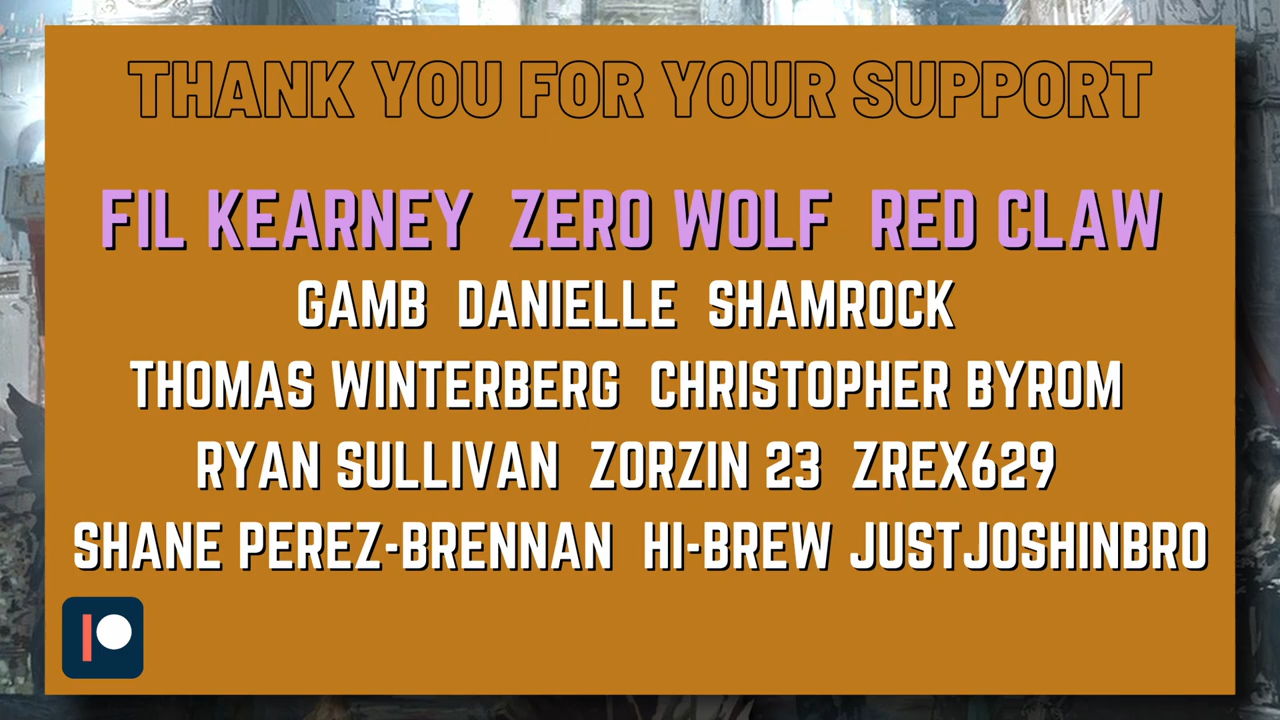 THANK YOU FOR YOUR SUPPORT
FIL KEARNEY ZERO WOLF RED CLAW
GAMB DANIELLE SHAMROCK
THOMAS WINTERBERG CHRISTOPHER BYROM
RYAN SULLIVAN ZORZIN 23 ZREX629
SHANE PEREZ-BRENNAN HI-BREW JUSTJOSHINBRO